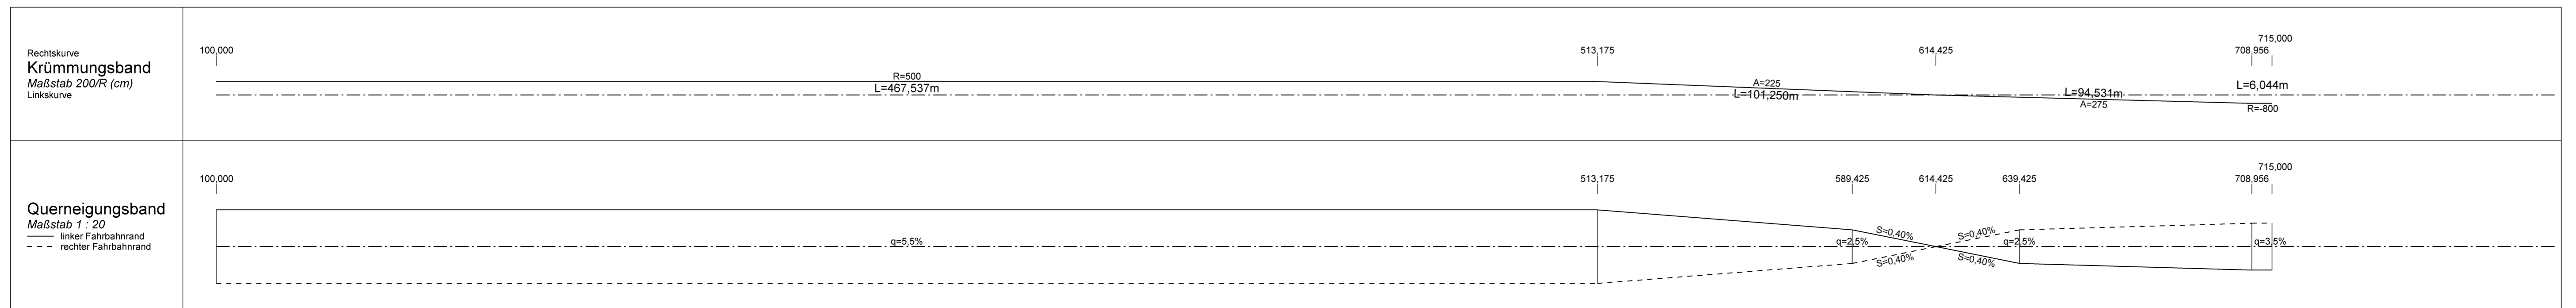 Rechtskurve
Krümmungsband
Maßstab 200/R (cm)
Linkskurve
100,000
513,175
614,425
708,956
715,000
R=500
L=467,537m
A=225
L=101,250m
L=94,531m
A=275
L=6,044m
R=-800
Querneigungsband
Maßstab 1 : 20
linker Fahrbahnrand
rechter Fahrbahnrand
100,000
513,175
589,425
614,425
639,425
708,956
715,000
q=5,5%
q=2,5%
S=0,40%
S=0,40%
S=0,40%
S=0,40%
q=2,5%
q=3,5%